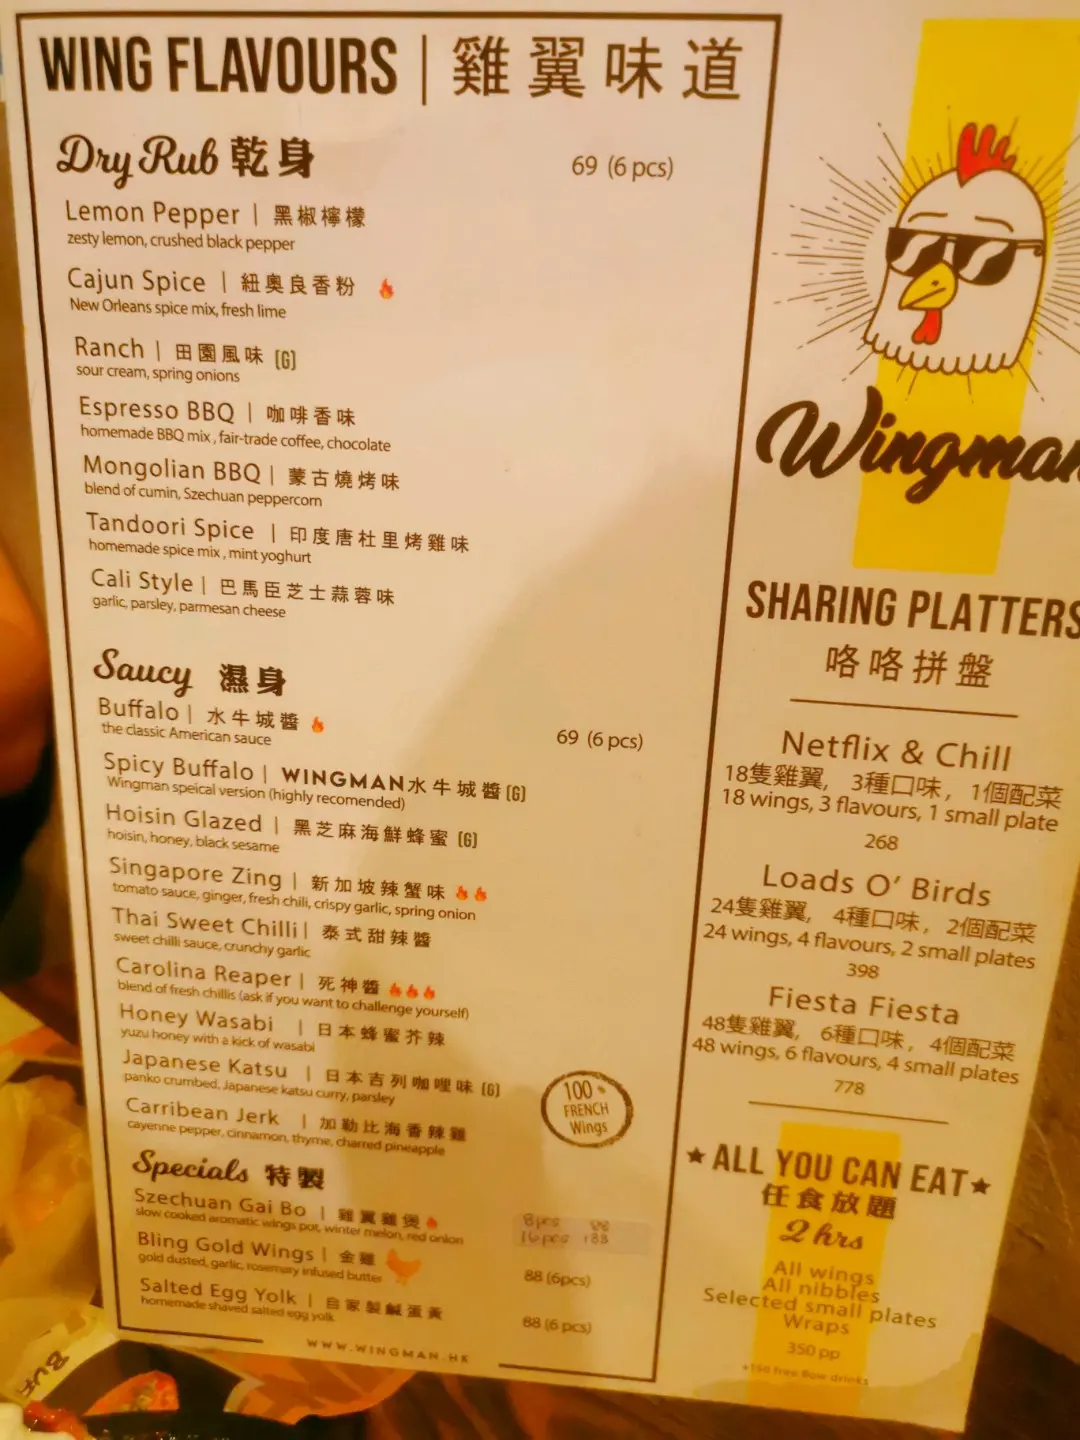 WING FLAVOURS | 雞翼味道
Dry Rub 乾身
69 (6 pcs)
Lemon Pepper | 黑椒檸檬
zesty lemon, crushed black pepper
Cajun Spice | 紐奧良香粉
New Orleans spice mix, fresh lime
Ranch | 田園風味 (G)
sour cream, spring onions
Espresso BBQ | 咖啡香味
homemade BBQ mix , fair-trade coffee, chocolate
Mongolian BBQ | 蒙古燒烤味
blend of cumin, Szechuan peppercorn
Tandoori Spice | 印度唐杜里烤雞味
homemade spice mix , mint yoghurt
Cali Style | 巴馬臣芝士蒜蓉味
garlic, parsley, parmesan cheese
Saucy 濕身
Buffalo | 水牛城醬
the classic American sauce
69 (6 pcs)
Spicy Buffalo | WINGMAN水牛城醬 (G)
Wingman speical version (highly recomended)
Hoisin Glazed | 黑芝麻海鮮蜂蜜 (G)
hoisin, honey, black sesame
Singapore Zing | 新加坡辣蟹味
tomato sauce, ginger, fresh chili, crispy garlic, spring onion
Thai Sweet Chilli | 泰式甜辣醬
sweet chilli sauce, crunchy garlic
Carolina Reaper | 死神醬
blend of fresh chillis (ask if you want to challenge yourself)
Honey Wasabi | 日本蜂蜜芥辣
yuzu honey with a kick of wasabi
Japanese Katsu | 日本吉列咖哩味 (G)
panko crumbed, Japanese katsu curry, parsley
Carribean Jerk | 加勒比海香辣雞
cayenne pepper, cinnamon, thyme, charred pineapple
100% FRENCH Wings
Specials 特製
Szechuan Gai Bo | 雞翼雞煲
slow cooked aromatic wings pot, winter melon, red onion
8pcs 88
16pcs 188
Bling Gold Wings | 金雞
gold dusted, garlic, rosemary infused butter
88 (6pcs)
Salted Egg Yolk | 自家製鹹蛋黃
homemade shaved salted egg yolk
88 (6 pcs)
WWW.WINGMAN.HK
Wingman
SHARING PLATTERS
咯咯拼盤
Netflix & Chill
18隻雞翼, 3種口味, 1個配菜
18 wings, 3 flavours, 1 small plate
268
Loads O' Birds
24隻雞翼, 4種口味, 2個配菜
24 wings, 4 flavours, 2 small plates
398
Fiesta Fiesta
48隻雞翼, 6種口味, 4個配菜
48 wings, 6 flavours, 4 small plates
778
★ ALL YOU CAN EAT ★
任食放題
2 hrs
All wings
All nibbles
Selected small plates
Wraps
350 pp
+150 free flow drinks